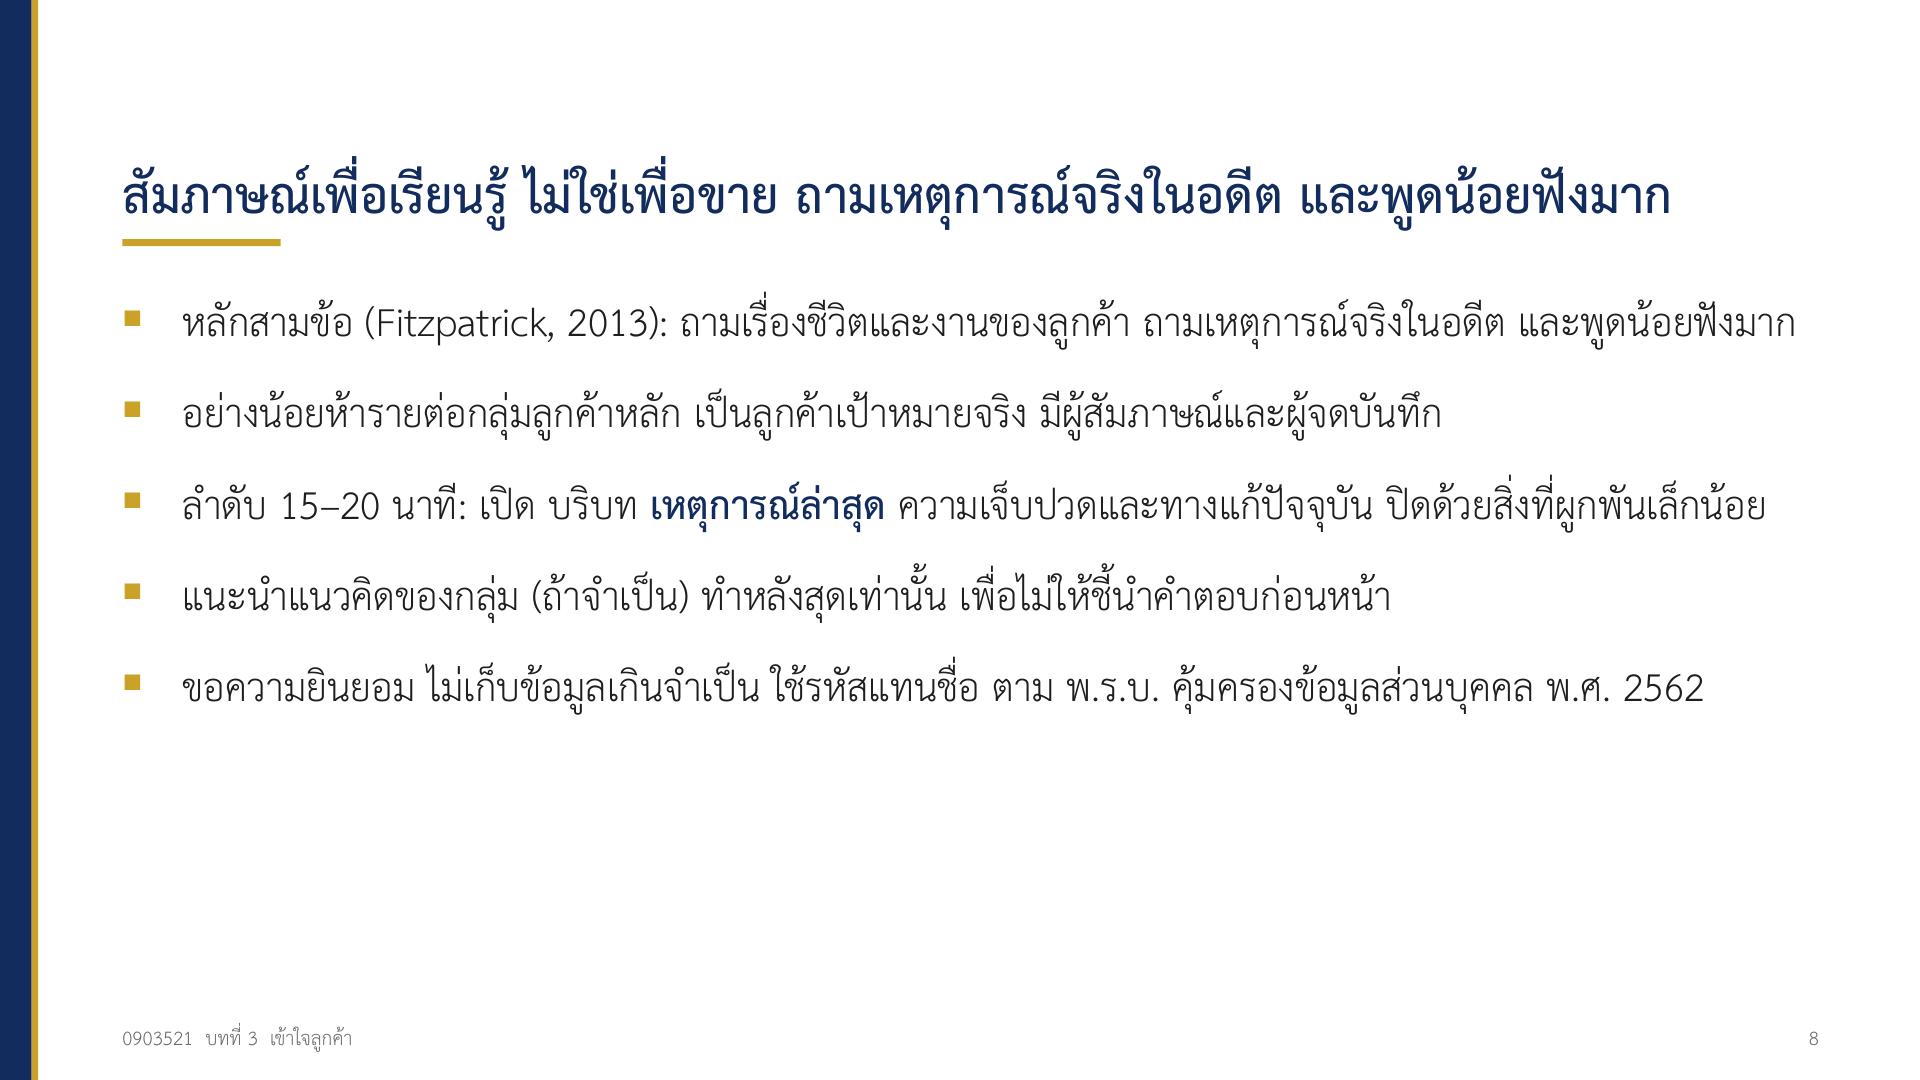 สัมภาษณ์เพื่อเรียนรู้ ไม่ใช่เพื่อขาย ถามเหตุการณ์จริงในอดีต และพูดน้อยฟังมาก
หลักสามข้อ (Fitzpatrick, 2013): ถามเรื่องชีวิตและงานของลูกค้า ถามเหตุการณ์จริงในอดีต และพูดน้อยฟังมาก
อย่างน้อยห้ารายต่อกลุ่มลูกค้าหลัก เป็นลูกค้าเป้าหมายจริง มีผู้สัมภาษณ์และผู้จดบันทึก
ลำดับ 15–20 นาที: เปิด บริบท เหตุการณ์ล่าสุด ความเจ็บปวดและทางแก้ปัจจุบัน ปิดด้วยสิ่งที่ผูกพันเล็กน้อย
แนะนำแนวคิดของกลุ่ม (ถ้าจำเป็น) ทำหลังสุดเท่านั้น เพื่อไม่ให้ชี้นำคำตอบก่อนหน้า
ขอความยินยอม ไม่เก็บข้อมูลเกินจำเป็น ใช้รหัสแทนชื่อ ตาม พ.ร.บ. คุ้มครองข้อมูลส่วนบุคคล พ.ศ. 2562
0903521 บทที่ 3 เข้าใจลูกค้า
8